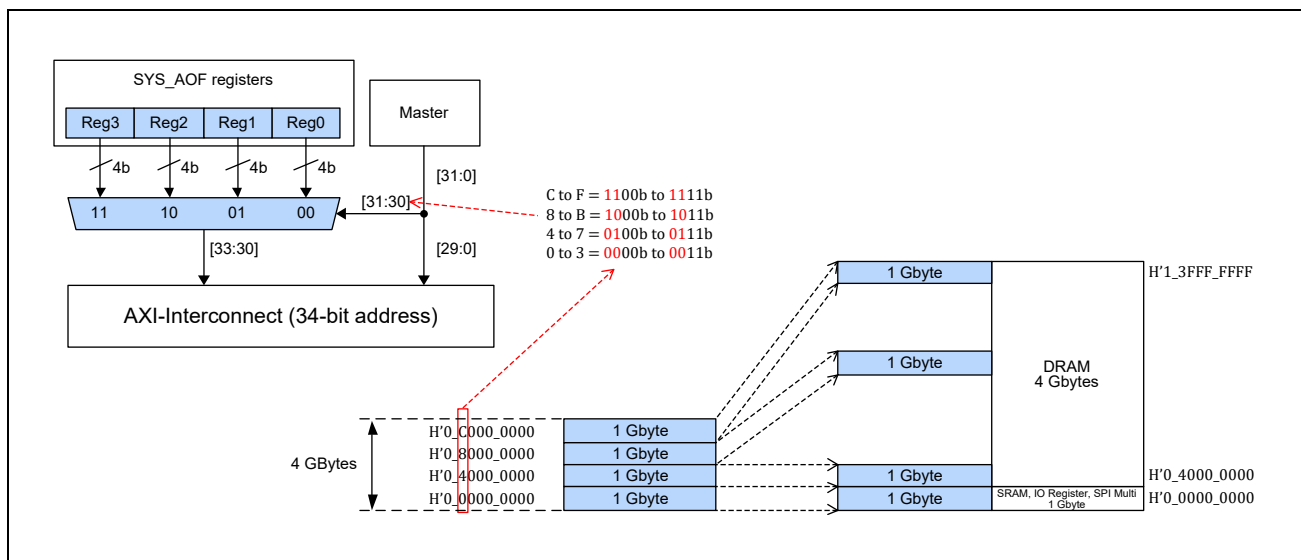 SYS_AOF registers
Reg3 Reg2 Reg1 Reg0
Master
4b 4b 4b 4b
[31:0]
11 10 01 00
[31:30]
[33:30]
[29:0]
AXI-Interconnect (34-bit address)
C to F = 1100b to 1111b
8 to B = 1000b to 1011b
4 to 7 = 0100b to 0111b
0 to 3 = 0000b to 0011b
4 GBytes
H'0_C000_0000
H'0_8000_0000
H'0_4000_0000
H'0_0000_0000
1 Gbyte
1 Gbyte
1 Gbyte
1 Gbyte
1 Gbyte
1 Gbyte
1 Gbyte
1 Gbyte
DRAM
4 Gbytes
SRAM, IO Register, SPI Multi
1 Gbyte
H'1_3FFF_FFFF
H'0_4000_0000
H'0_0000_0000